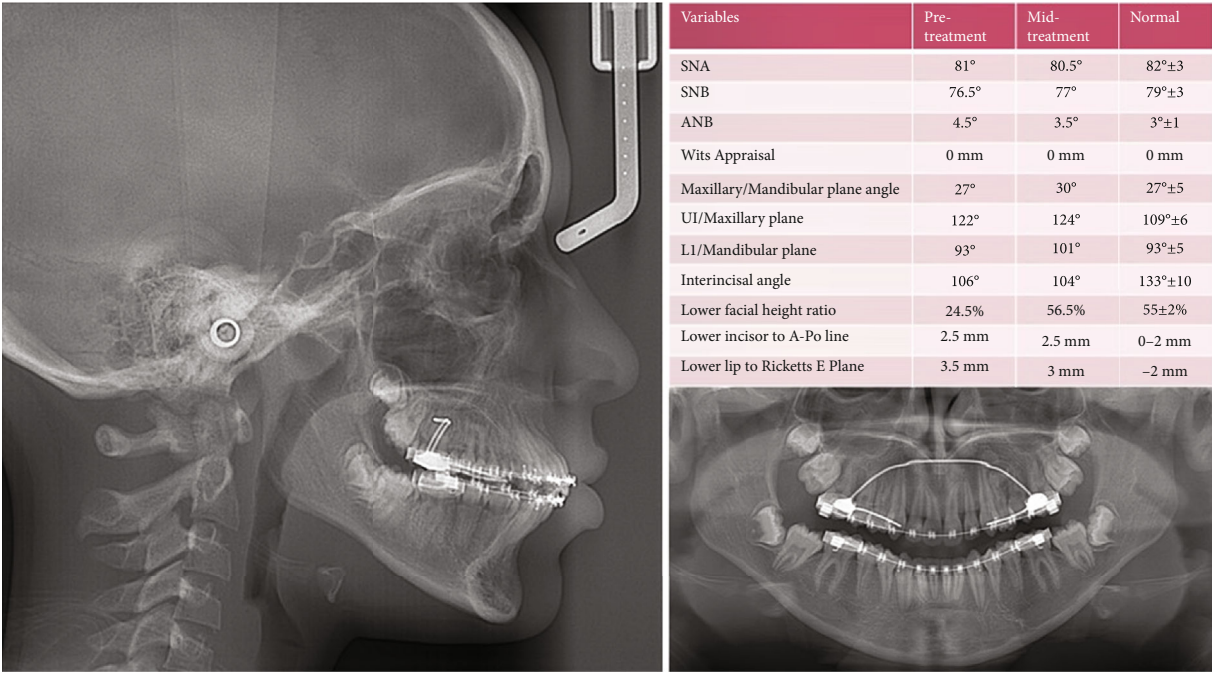 Variables Pre-treatment Mid-treatment Normal
SNA 81° 80.5° 82°±3
SNB 76.5° 77° 79°±3
ANB 4.5° 3.5° 3°±1
Wits Appraisal 0 mm 0 mm 0 mm
Maxillary/Mandibular plane angle 27° 30° 27°±5
UI/Maxillary plane 122° 124° 109°±6
L1/Mandibular plane 93° 101° 93°±5
Interincisal angle 106° 104° 133°±10
Lower facial height ratio 24.5% 56.5% 55±2%
Lower incisor to A-Po line 2.5 mm 2.5 mm 0–2 mm
Lower lip to Ricketts E Plane 3.5 mm 3 mm –2 mm